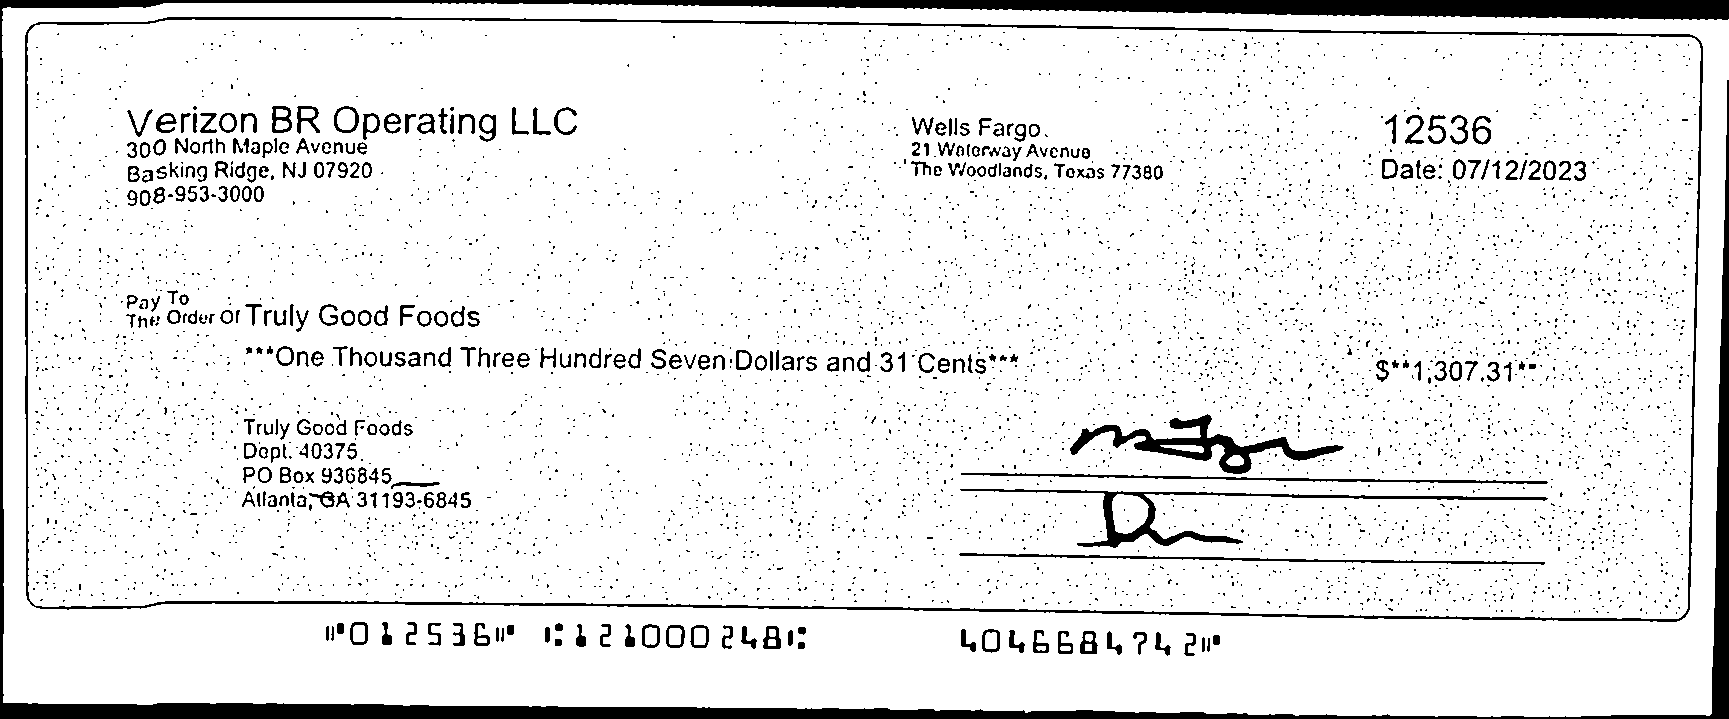 Verizon BR Operating LLC
300 North Maple Avenue
Basking Ridge, NJ 07920
908-953-3000
Wells Fargo
21 Waterway Avenue
The Woodlands, Texas 77380
12536
Date: 07/12/2023
Pay To
The Order Of Truly Good Foods
***One Thousand Three Hundred Seven Dollars and 31 Cents***
$**1,307.31**
Truly Good Foods
Dept. 40375
PO Box 936845
Atlanta, GA 31193-6845
⑈012536⑈ ⑆121000248⑆ 4046684742⑈